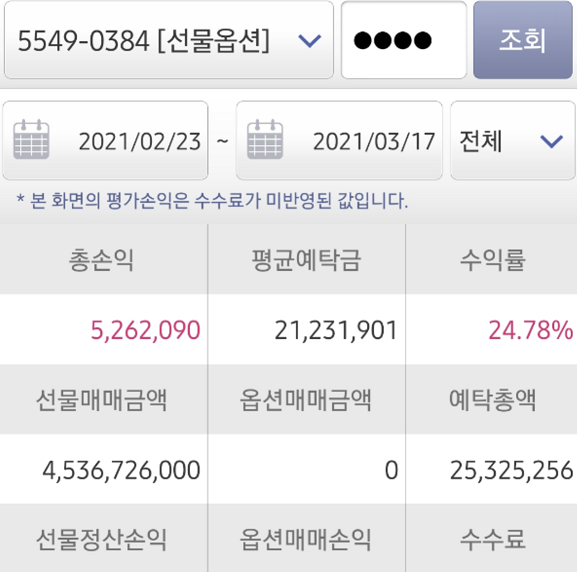 5549-0384 [선물옵션] ●●●● 조회
2021/02/23 ~ 2021/03/17 전체
* 본 화면의 평가손익은 수수료가 미반영된 값입니다.
총손익 평균예탁금 수익률
5,262,090 21,231,901 24.78%
선물매매금액 옵션매매금액 예탁총액
4,536,726,000 0 25,325,256
선물정산손익 옵션매매손익 수수료